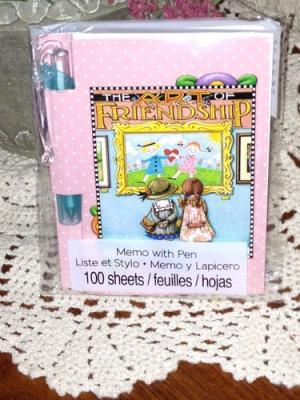 THE ART OF
FRIENDSHIP
Memo with Pen
Liste et Stylo • Memo y Lapicero
100 sheets / feuilles / hojas